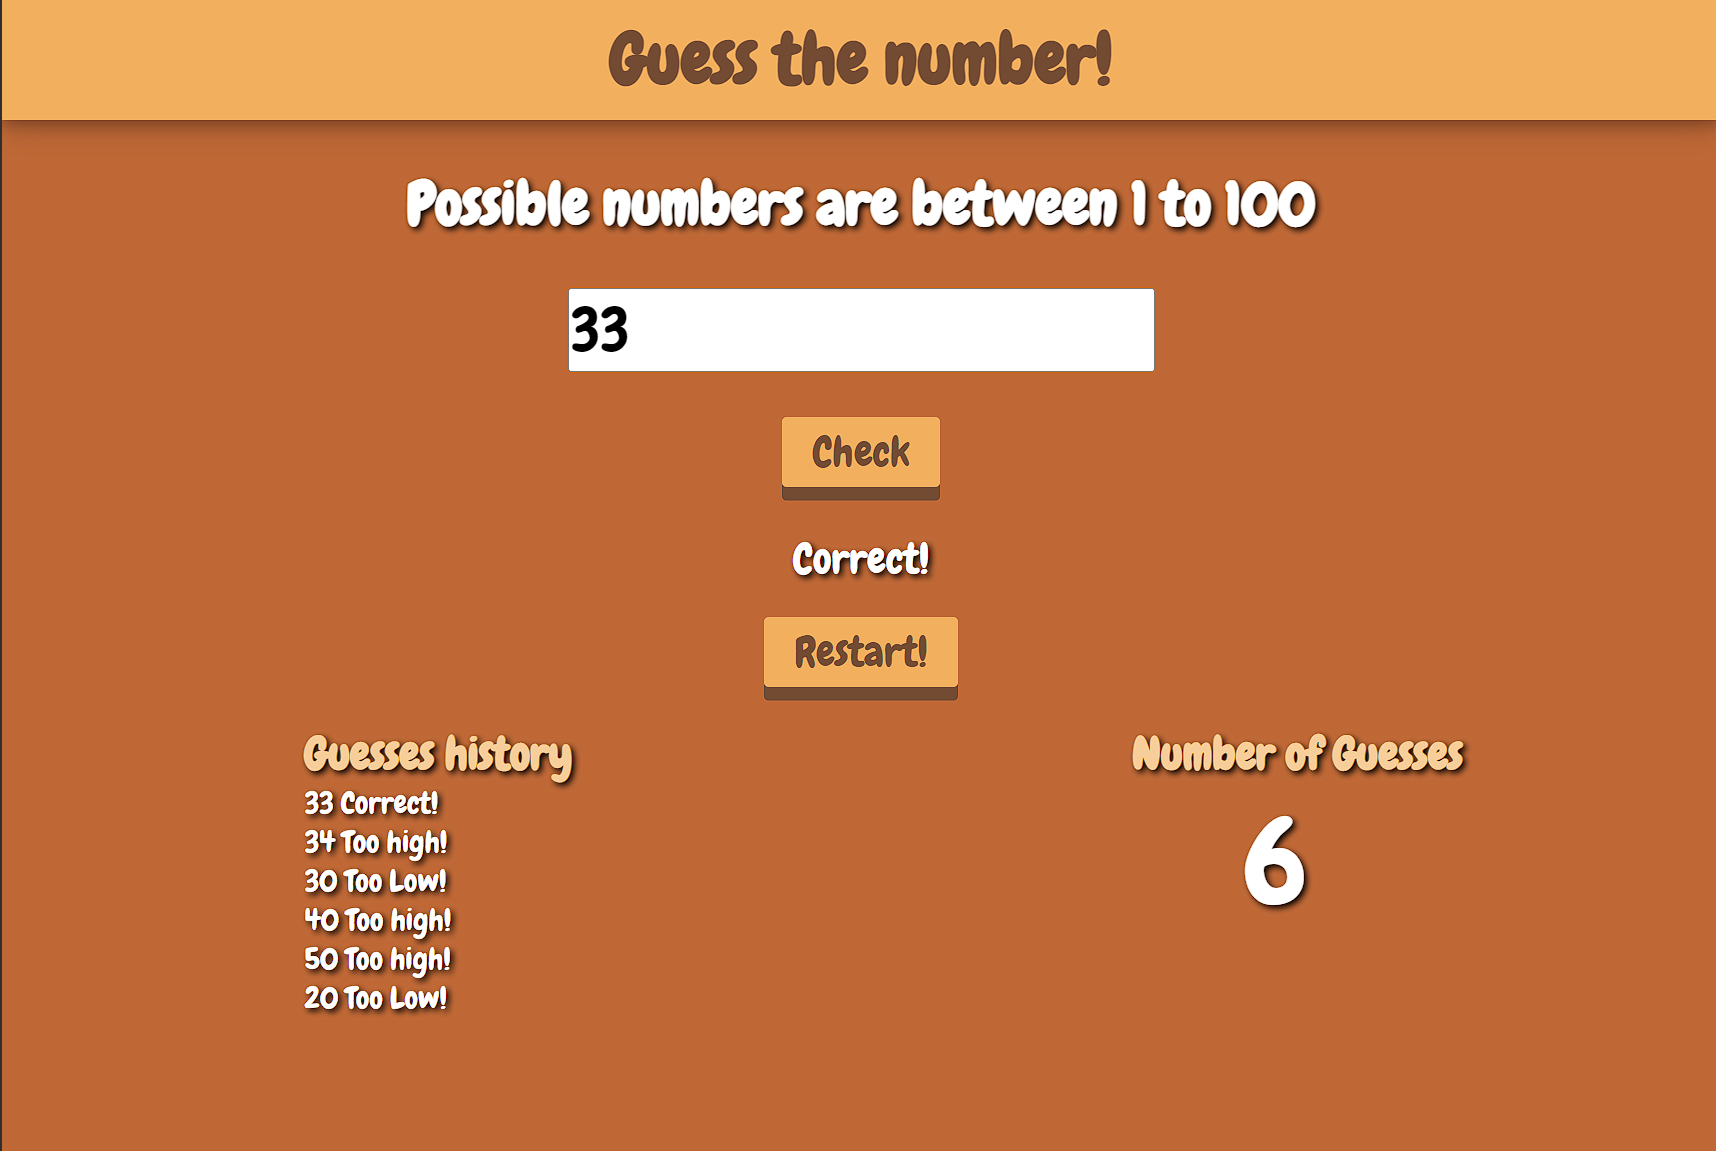 Guess the number!
Possible numbers are between 1 to 100
33
Check
Correct!
Restart!
Guesses history
33 Correct!
34 Too high!
30 Too Low!
40 Too high!
50 Too high!
20 Too Low!
Number of Guesses
6